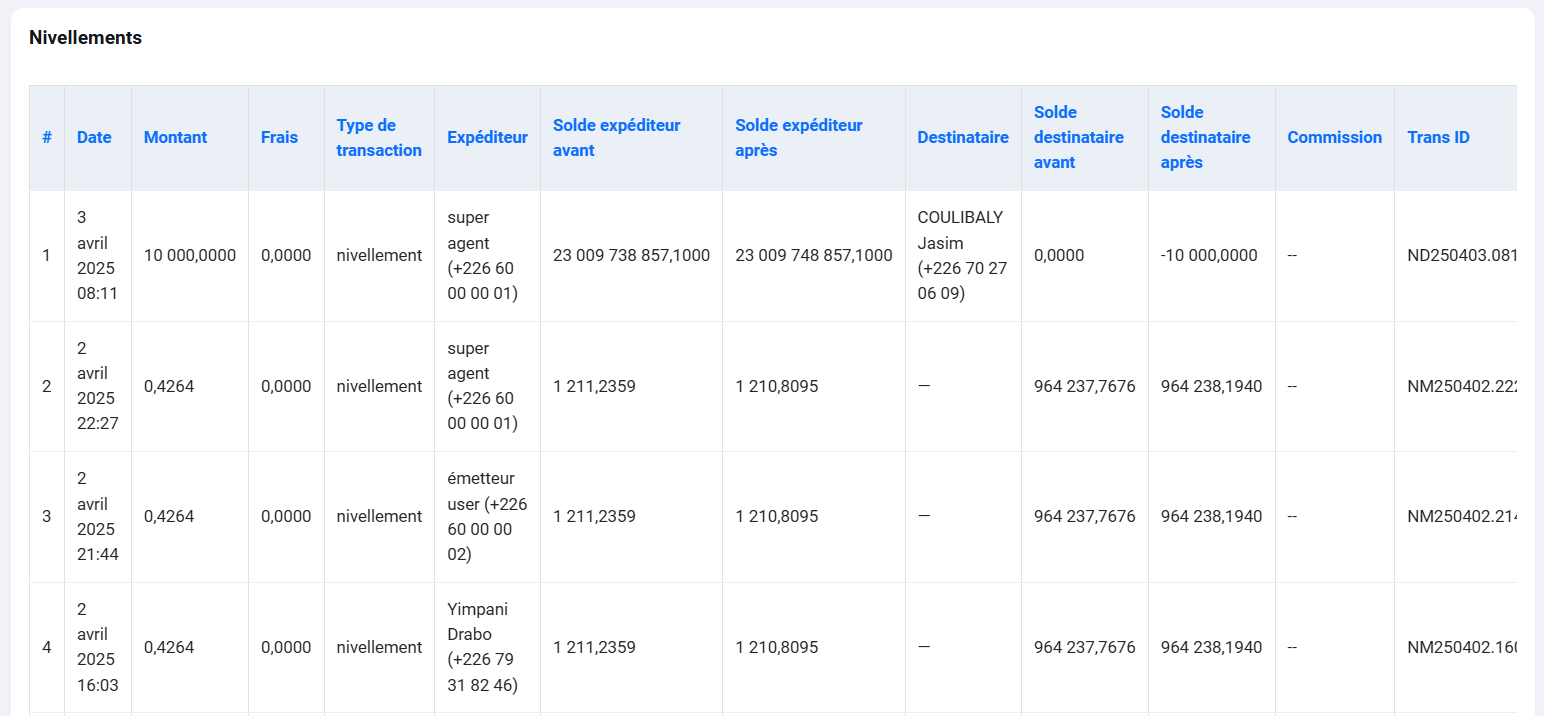 Nivellements
# Date Montant Frais Type de transaction Expéditeur Solde expéditeur avant Solde expéditeur après Destinataire Solde destinataire avant Solde destinataire après Commission Trans ID
1 3 avril 2025 08:11 10 000,0000 0,0000 nivellement super agent (+226 60 00 00 01) 23 009 738 857,1000 23 009 748 857,1000 COULIBALY Jasim (+226 70 27 06 09) 0,0000 -10 000,0000 -- ND250403.081
2 2 avril 2025 22:27 0,4264 0,0000 nivellement super agent (+226 60 00 00 01) 1 211,2359 1 210,8095 — 964 237,7676 964 238,1940 -- NM250402.222
3 2 avril 2025 21:44 0,4264 0,0000 nivellement émetteur user (+226 60 00 00 02) 1 211,2359 1 210,8095 — 964 237,7676 964 238,1940 -- NM250402.214
4 2 avril 2025 16:03 0,4264 0,0000 nivellement Yimpani Drabo (+226 79 31 82 46) 1 211,2359 1 210,8095 — 964 237,7676 964 238,1940 -- NM250402.160